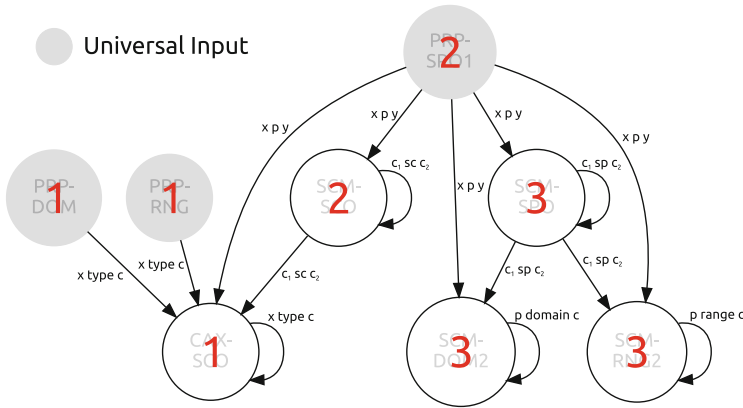 Universal Input
PRP-
SPO1
2
x p y
x p y
x p y
x p y
x p y
PRP-
DOM
1
PRP-
RNG
1
SCM-
SCO
2
c₁ sc c₂
SCM-
SPO
3
c₁ sp c₂
x type c
x type c
c₁ sc c₂
c₁ sp c₂
c₁ sp c₂
CAX-
SCO
1
x type c
SCM-
DOM2
3
p domain c
SCM-
RNG2
3
p range c